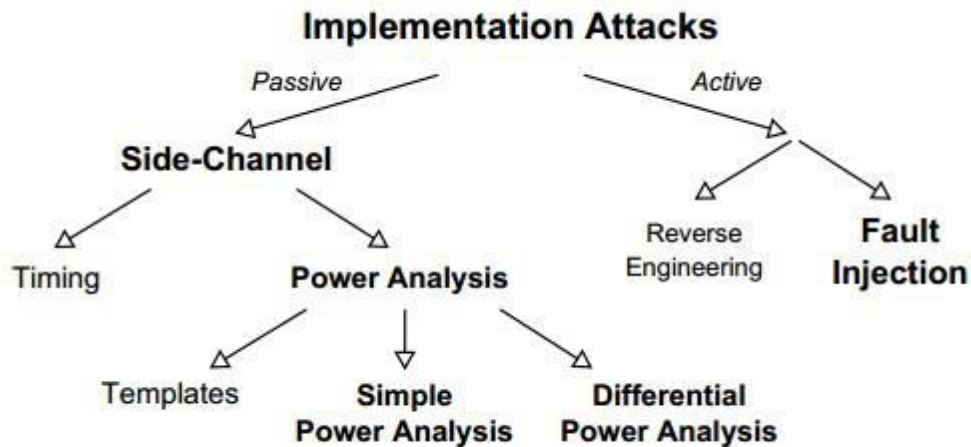 Implementation Attacks
Passive
Active
Side-Channel
Timing
Power Analysis
Reverse
Engineering
Fault
Injection
Templates
Simple
Power Analysis
Differential
Power Analysis